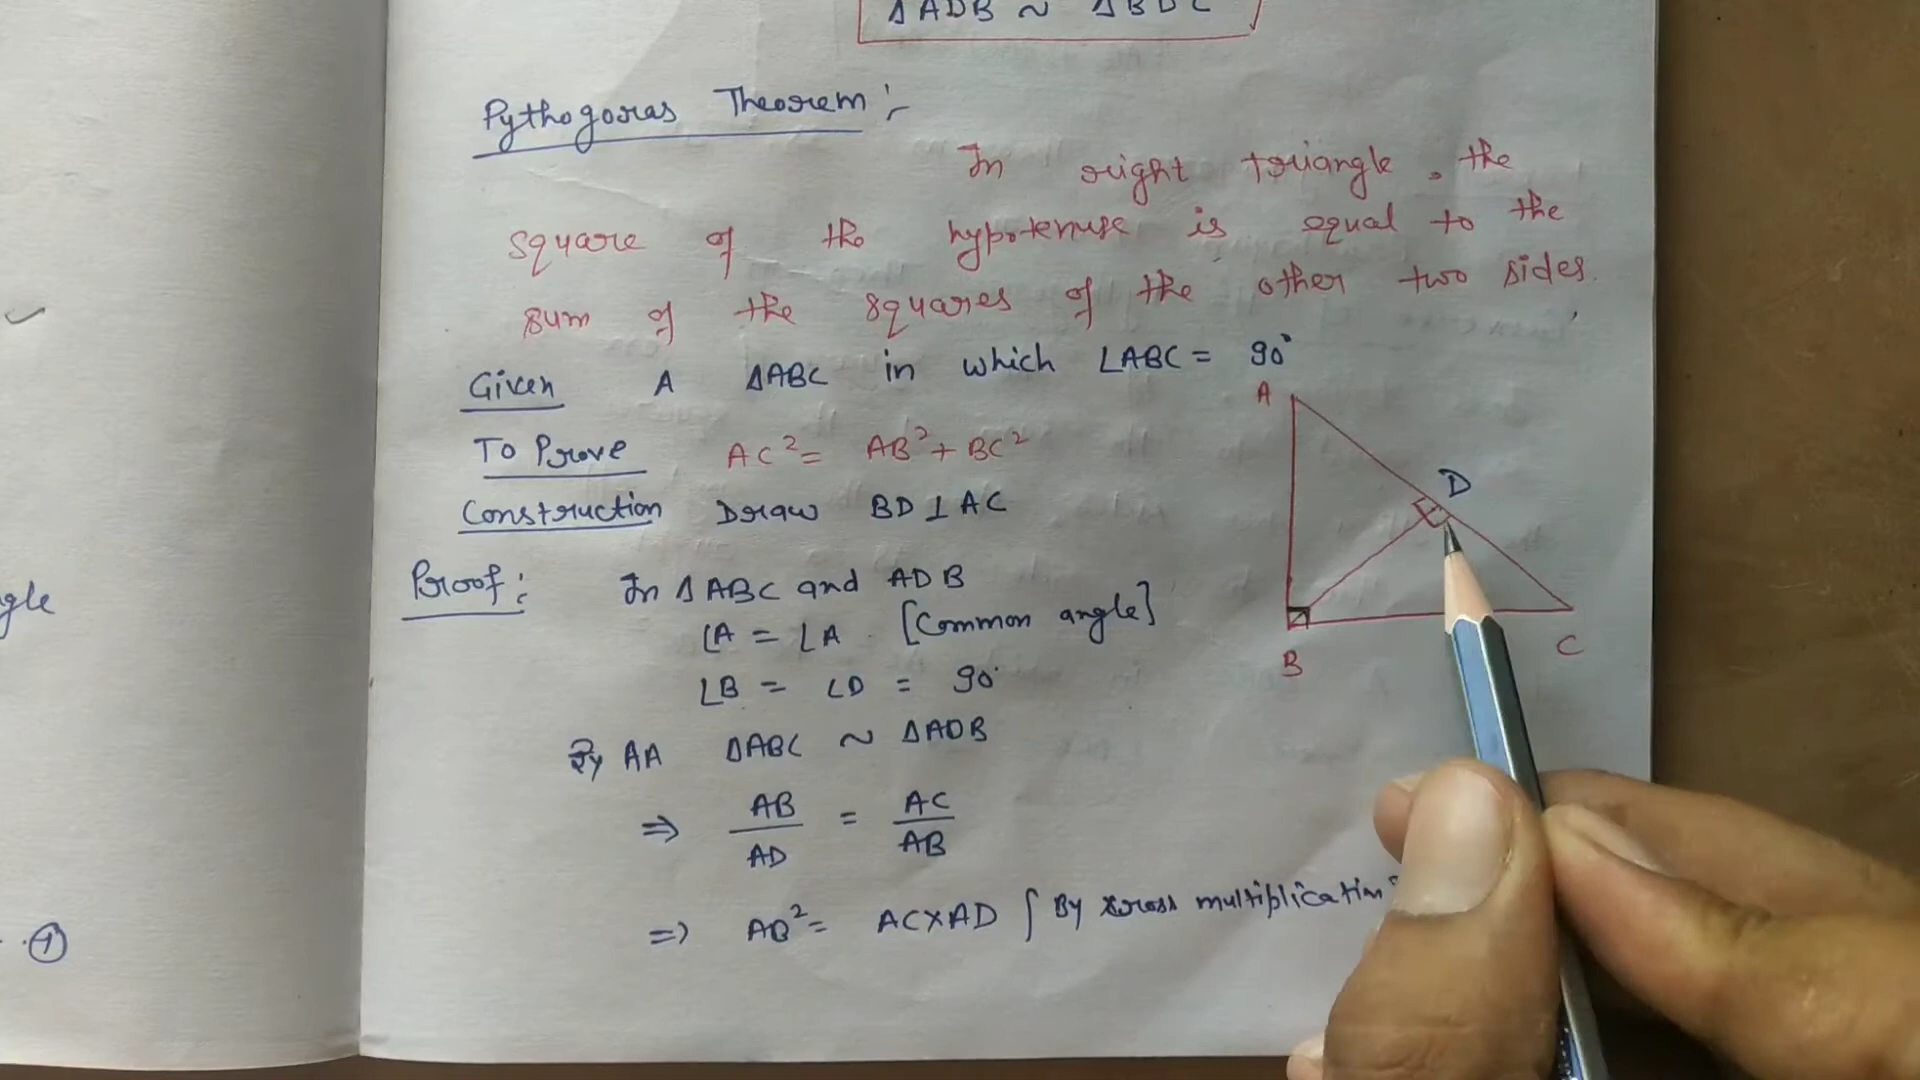 ΔADB ~ ΔBDC
Pythogoras Theorem :-
In right triangle, the
square of the hypotenuse is equal to the
sum of the squares of the other two sides.
Given A ΔABC in which ∠ABC = 90°
To Prove AC² = AB² + BC²
Construction Draw BD ⊥ AC
Proof : In ΔABC and ADB
∠A = ∠A [Common angle]
∠B = ∠D = 90°
By AA ΔABC ~ ΔADB
⇒ AB/AD = AC/AB
⇒ AB² = AC×AD [By cross multiplication
A
D
B
C
gle
①